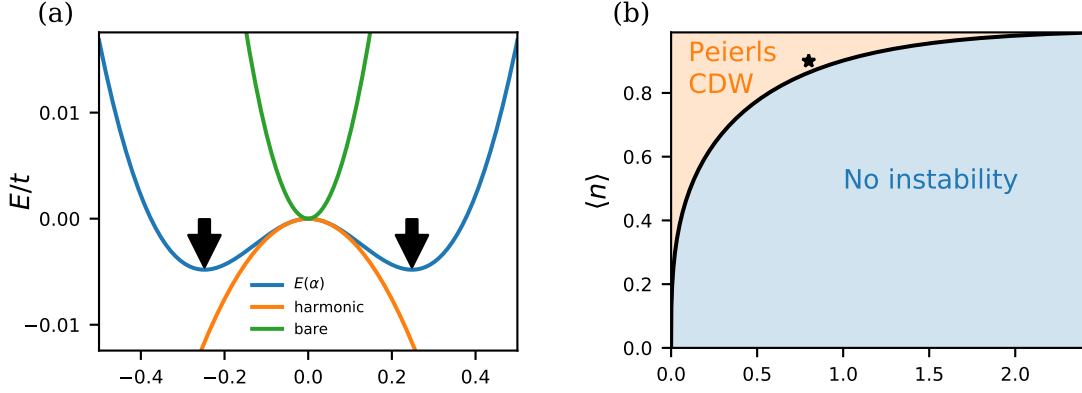 (a)
E/t
0.01
0.00
−0.01
E(α)
harmonic
bare
−0.4 −0.2 0.0 0.2 0.4
(b)
⟨n⟩
0.8
0.6
0.4
0.2
0.0
Peierls
CDW
No instability
0.0 0.5 1.0 1.5 2.0